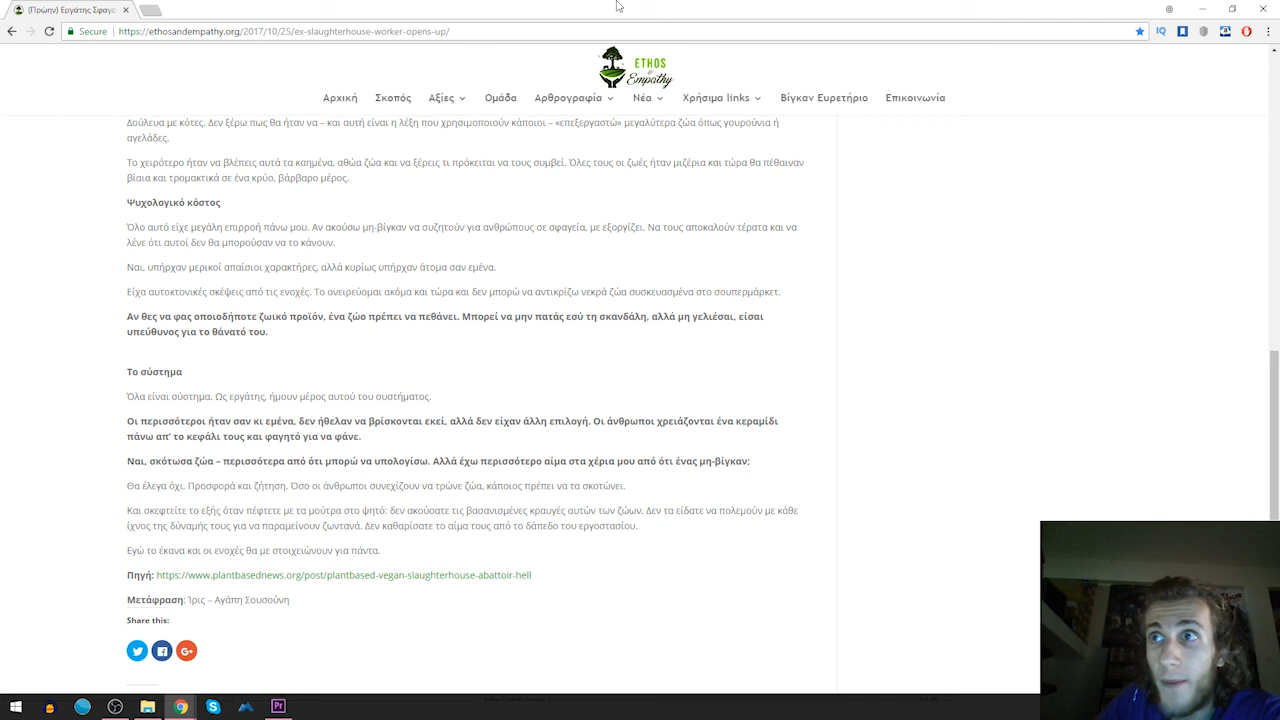 (Πρώην) Εργάτης Σφαγε
Secure
https://ethosandempathy.org/2017/10/25/ex-slaughterhouse-worker-opens-up/
ETHOS
&
Empathy
Αρχική Σκοπός Αξίες Ομάδα Αρθρογραφία Νέα Χρήσιμα links Βίγκαν Ευρετήριο Επικοινωνία
Δούλευα με κότες. Δεν ξέρω πως θα ήταν να – και αυτή είναι η λέξη που χρησιμοποιούν κάποιοι – «επεξεργαστώ» μεγαλύτερα ζώα όπως γουρούνια ή
αγελάδες.
Το χειρότερο ήταν να βλέπεις αυτά τα καημένα, αθώα ζώα και να ξέρεις τι πρόκειται να τους συμβεί. Όλες τους οι ζωές ήταν μιζέρια και τώρα θα πέθαιναν
βίαια και τρομακτικά σε ένα κρύο, βάρβαρο μέρος.
Ψυχολογικό κόστος
Όλο αυτό είχε μεγάλη επιρροή πάνω μου. Αν ακούσω μη-βίγκαν να συζητούν για ανθρώπους σε σφαγεία, με εξοργίζει. Να τους αποκαλούν τέρατα και να
λένε ότι αυτοί δεν θα μπορούσαν να το κάνουν.
Ναι, υπήρχαν μερικοί απαίσιοι χαρακτήρες, αλλά κυρίως υπήρχαν άτομα σαν εμένα.
Είχα αυτοκτονικές σκέψεις από τις ενοχές. Το ονειρεύομαι ακόμα και τώρα και δεν μπορώ να αντικρίζω νεκρά ζώα συσκευασμένα στο σουπερμάρκετ.
Αν θες να φας οποιοδήποτε ζωικό προϊόν, ένα ζώο πρέπει να πεθάνει. Μπορεί να μην πατάς εσύ τη σκανδάλη, αλλά μη γελιέσαι, είσαι
υπεύθυνος για το θάνατό του.
Το σύστημα
Όλα είναι σύστημα. Ως εργάτης, ήμουν μέρος αυτού του συστήματος.
Οι περισσότεροι ήταν σαν κι εμένα, δεν ήθελαν να βρίσκονται εκεί, αλλά δεν είχαν άλλη επιλογή. Οι άνθρωποι χρειάζονται ένα κεραμίδι
πάνω απ' το κεφάλι τους και φαγητό για να φάνε.
Ναι, σκότωσα ζώα – περισσότερα από ότι μπορώ να υπολογίσω. Αλλά έχω περισσότερο αίμα στα χέρια μου από ότι ένας μη-βίγκαν;
Θα έλεγα όχι. Προσφορά και ζήτηση. Όσο οι άνθρωποι συνεχίζουν να τρώνε ζώα, κάποιος πρέπει να τα σκοτώνει.
Και σκεφτείτε το εξής όταν πέφτετε με τα μούτρα στο ψητό: δεν ακούσατε τις βασανισμένες κραυγές αυτών των ζώων. Δεν τα είδατε να πολεμούν με κάθε
ίχνος της δύναμής τους για να παραμείνουν ζωντανά. Δεν καθαρίσατε το αίμα τους από το δάπεδο του εργοστασίου.
Εγώ το έκανα και οι ενοχές θα με στοιχειώνουν για πάντα.
Πηγή: https://www.plantbasednews.org/post/plantbased-vegan-slaughterhouse-abattoir-hell
Μετάφραση: Ίρις – Αγάπη Σουσούνη
Share this: